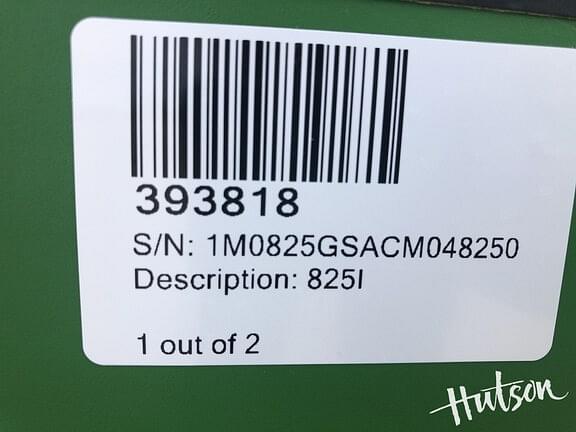 393818
S/N: 1M0825GSACM048250
Description: 825I
1 out of 2
Hutson